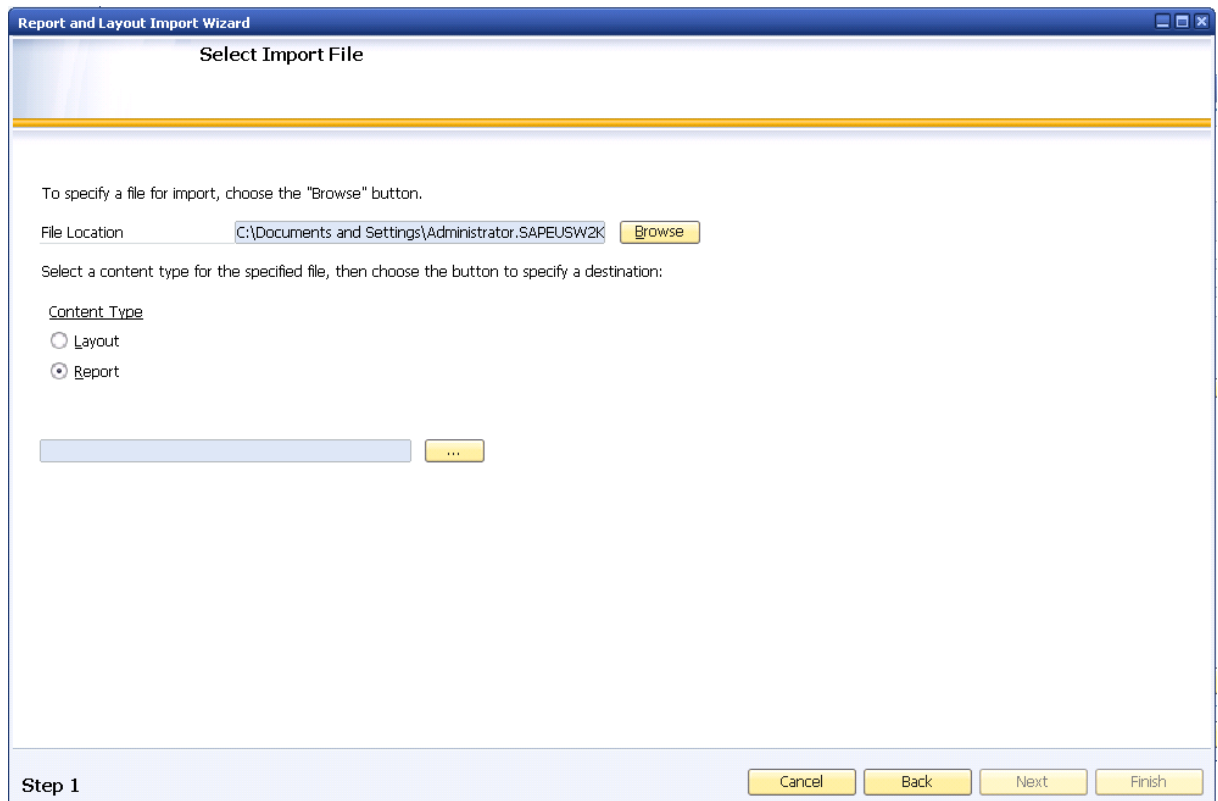 Report and Layout Import Wizard
Select Import File
To specify a file for import, choose the "Browse" button.
File Location C:\Documents and Settings\Administrator.SAPEUSW2K Browse
Select a content type for the specified file, then choose the button to specify a destination:
Content Type
Layout
Report
...
Step 1 Cancel Back Next Finish